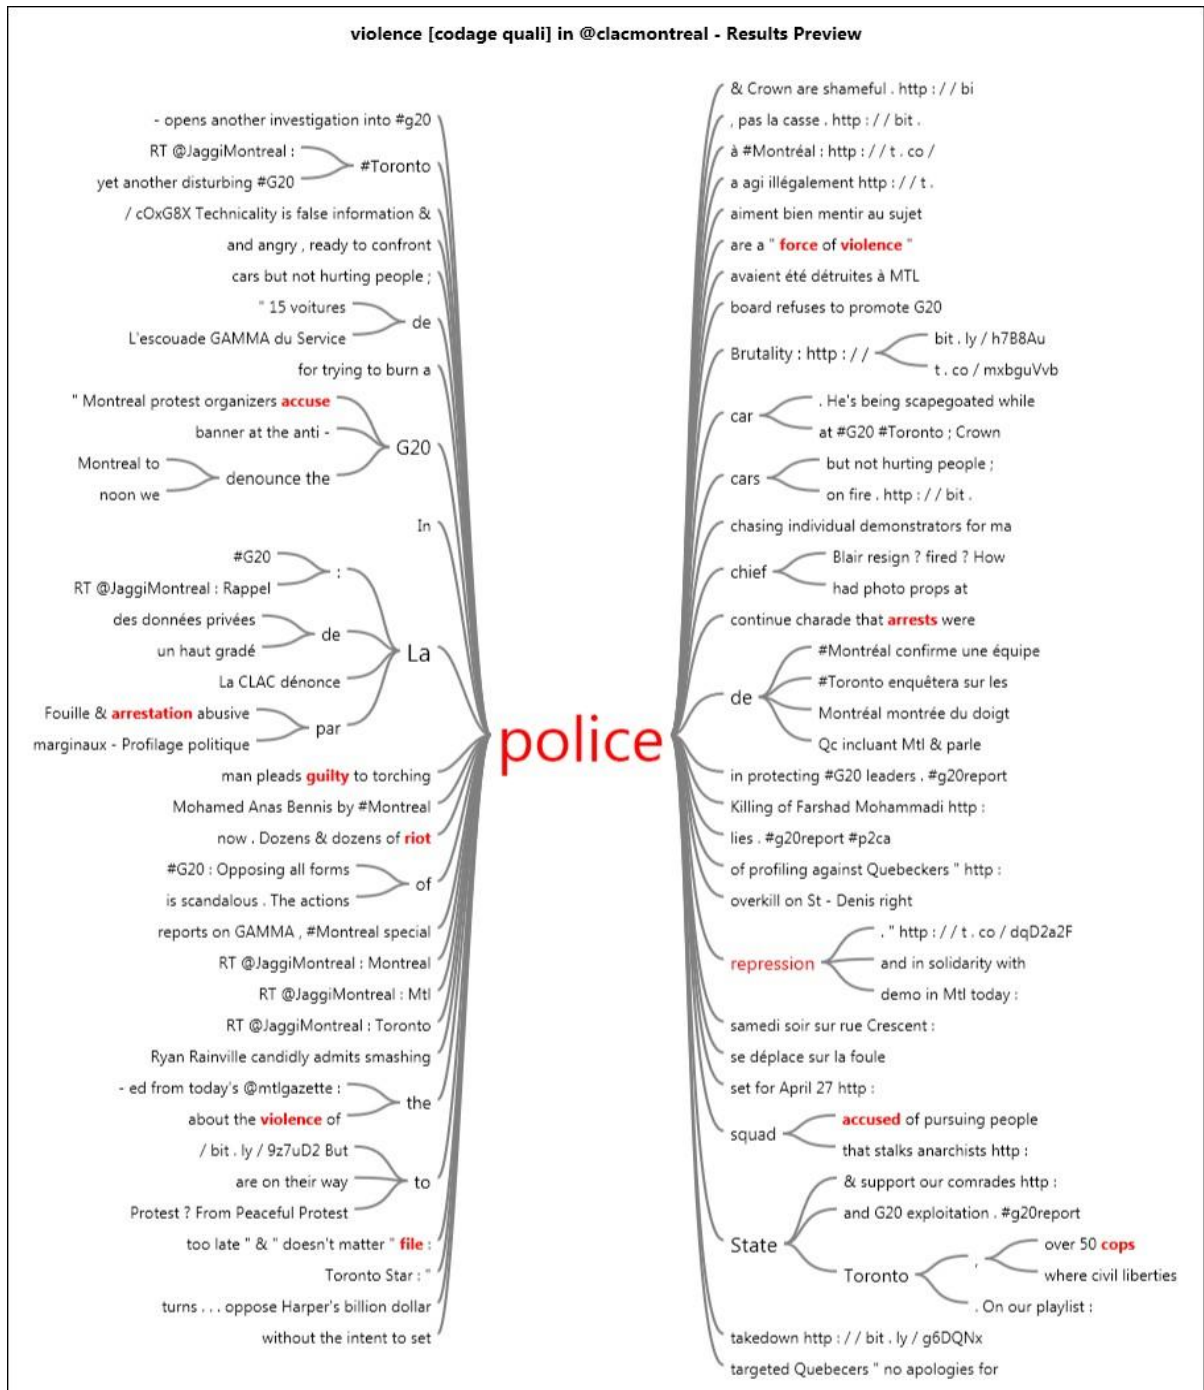 violence [codage quali] in @clacmontreal - Results Preview
- opens another investigation into #g20
RT @JaggiMontreal :
#Toronto
yet another disturbing #G20
/ cOxG8X Technicality is false information &
and angry , ready to confront
cars but not hurting people ;
" 15 voitures
de
L'escouade GAMMA du Service
for trying to burn a
" Montreal protest organizers accuse
banner at the anti -
G20
Montreal to
denounce the
noon we
In
#G20
:
RT @JaggiMontreal : Rappel
des données privées
de
un haut gradé
La
La CLAC dénonce
Fouille & arrestation abusive
par
marginaux - Profilage politique
man pleads guilty to torching
Mohamed Anas Bennis by #Montreal
now . Dozens & dozens of riot
#G20 : Opposing all forms
of
is scandalous . The actions
reports on GAMMA , #Montreal special
RT @JaggiMontreal : Montreal
RT @JaggiMontreal : Mtl
RT @JaggiMontreal : Toronto
Ryan Rainville candidly admits smashing
- ed from today's @mtlgazette :
the
about the violence of
/ bit . ly / 9z7uD2 But
are on their way
to
Protest ? From Peaceful Protest
too late " & " doesn't matter " file :
Toronto Star : "
turns . . . oppose Harper's billion dollar
without the intent to set
police
& Crown are shameful . http : / / bi
, pas la casse . http : / / bit .
à #Montréal : http : / / t . co /
a agi illégalement http : / / t .
aiment bien mentir au sujet
are a " force of violence "
avaient été détruites à MTL
board refuses to promote G20
Brutality : http : / /
bit . ly / h7B8Au
t . co / mxbguVvb
car
. He's being scapegoated while
at #G20 #Toronto ; Crown
cars
but not hurting people ;
on fire . http : / / bit .
chasing individual demonstrators for ma
chief
Blair resign ? fired ? How
had photo props at
continue charade that arrests were
de
#Montréal confirme une équipe
#Toronto enquêtera sur les
Montréal montrée du doigt
Qc incluant Mtl & parle
in protecting #G20 leaders . #g20report
Killing of Farshad Mohammadi http :
lies . #g20report #p2ca
of profiling against Quebeckers " http :
overkill on St - Denis right
repression
. " http : / / t . co / dqD2a2F
and in solidarity with
demo in Mtl today :
samedi soir sur rue Crescent :
se déplace sur la foule
set for April 27 http :
squad
accused of pursuing people
that stalks anarchists http :
State
& support our comrades http :
and G20 exploitation . #g20report
Toronto
,
over 50 cops
where civil liberties
. On our playlist :
takedown http : / / bit . ly / g6DQNx
targeted Quebecers " no apologies for